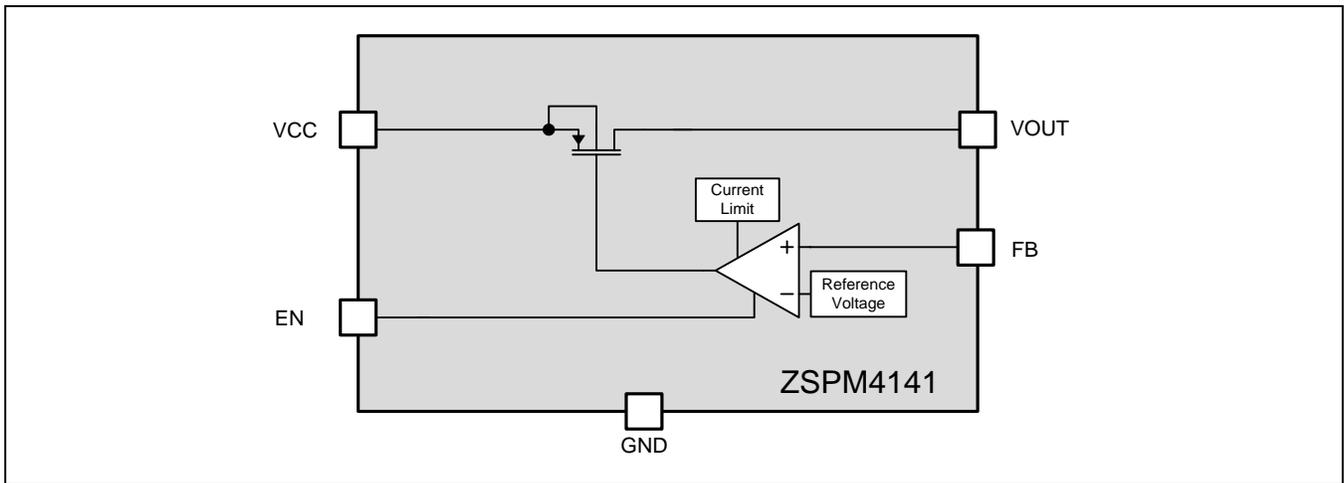 VCC
VOUT
Current
Limit
+
FB
−
Reference
Voltage
EN
ZSPM4141
GND